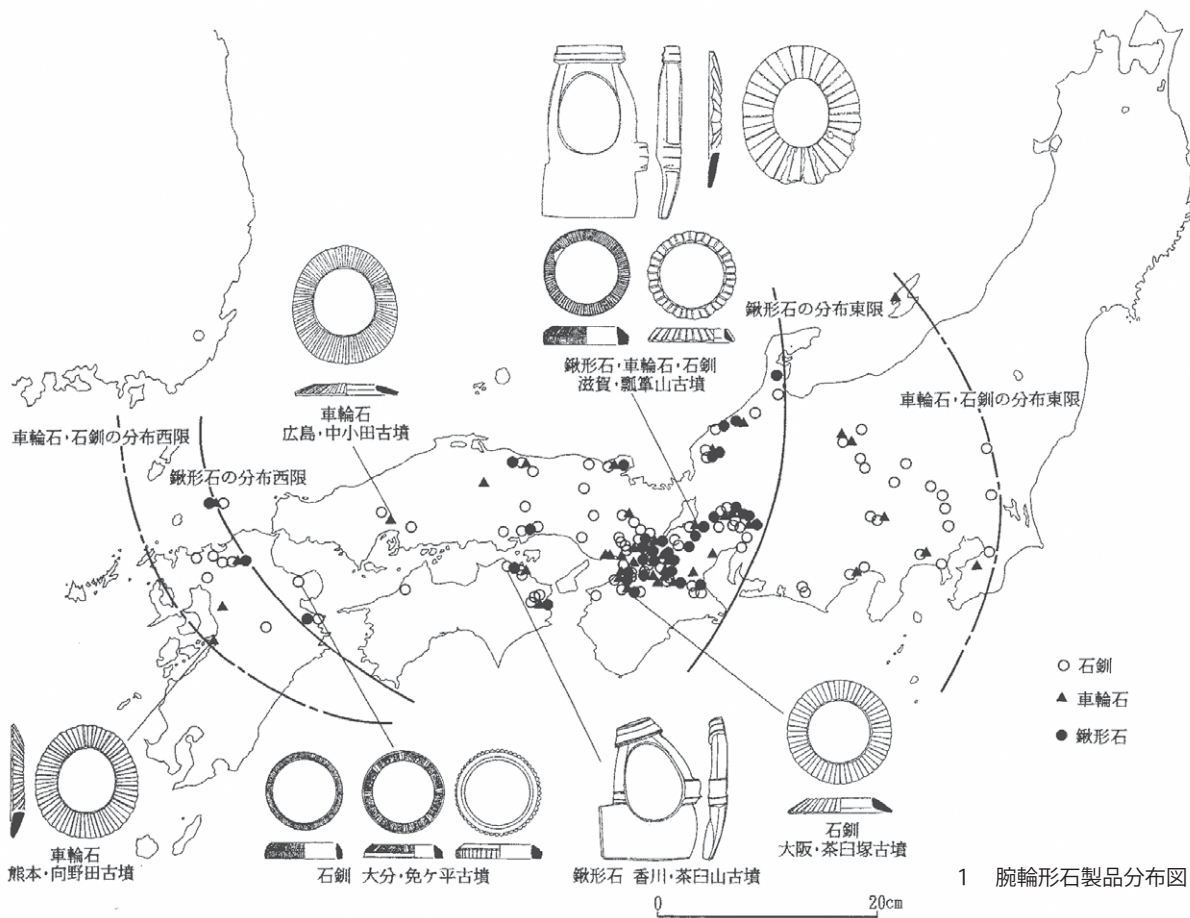 鍬形石の分布東限
鍬形石・車輪石・石釧
滋賀・瓢箪山古墳
車輪石・石釧の分布東限
車輪石
広島・中小田古墳
車輪石・石釧の分布西限
鍬形石の分布西限
石釧
車輪石
鍬形石
車輪石
熊本・向野田古墳
石釧 大分・免ケ平古墳
鍬形石 香川・茶臼山古墳
石釧
大阪・茶臼塚古墳
1 腕輪形石製品分布図
0 20cm